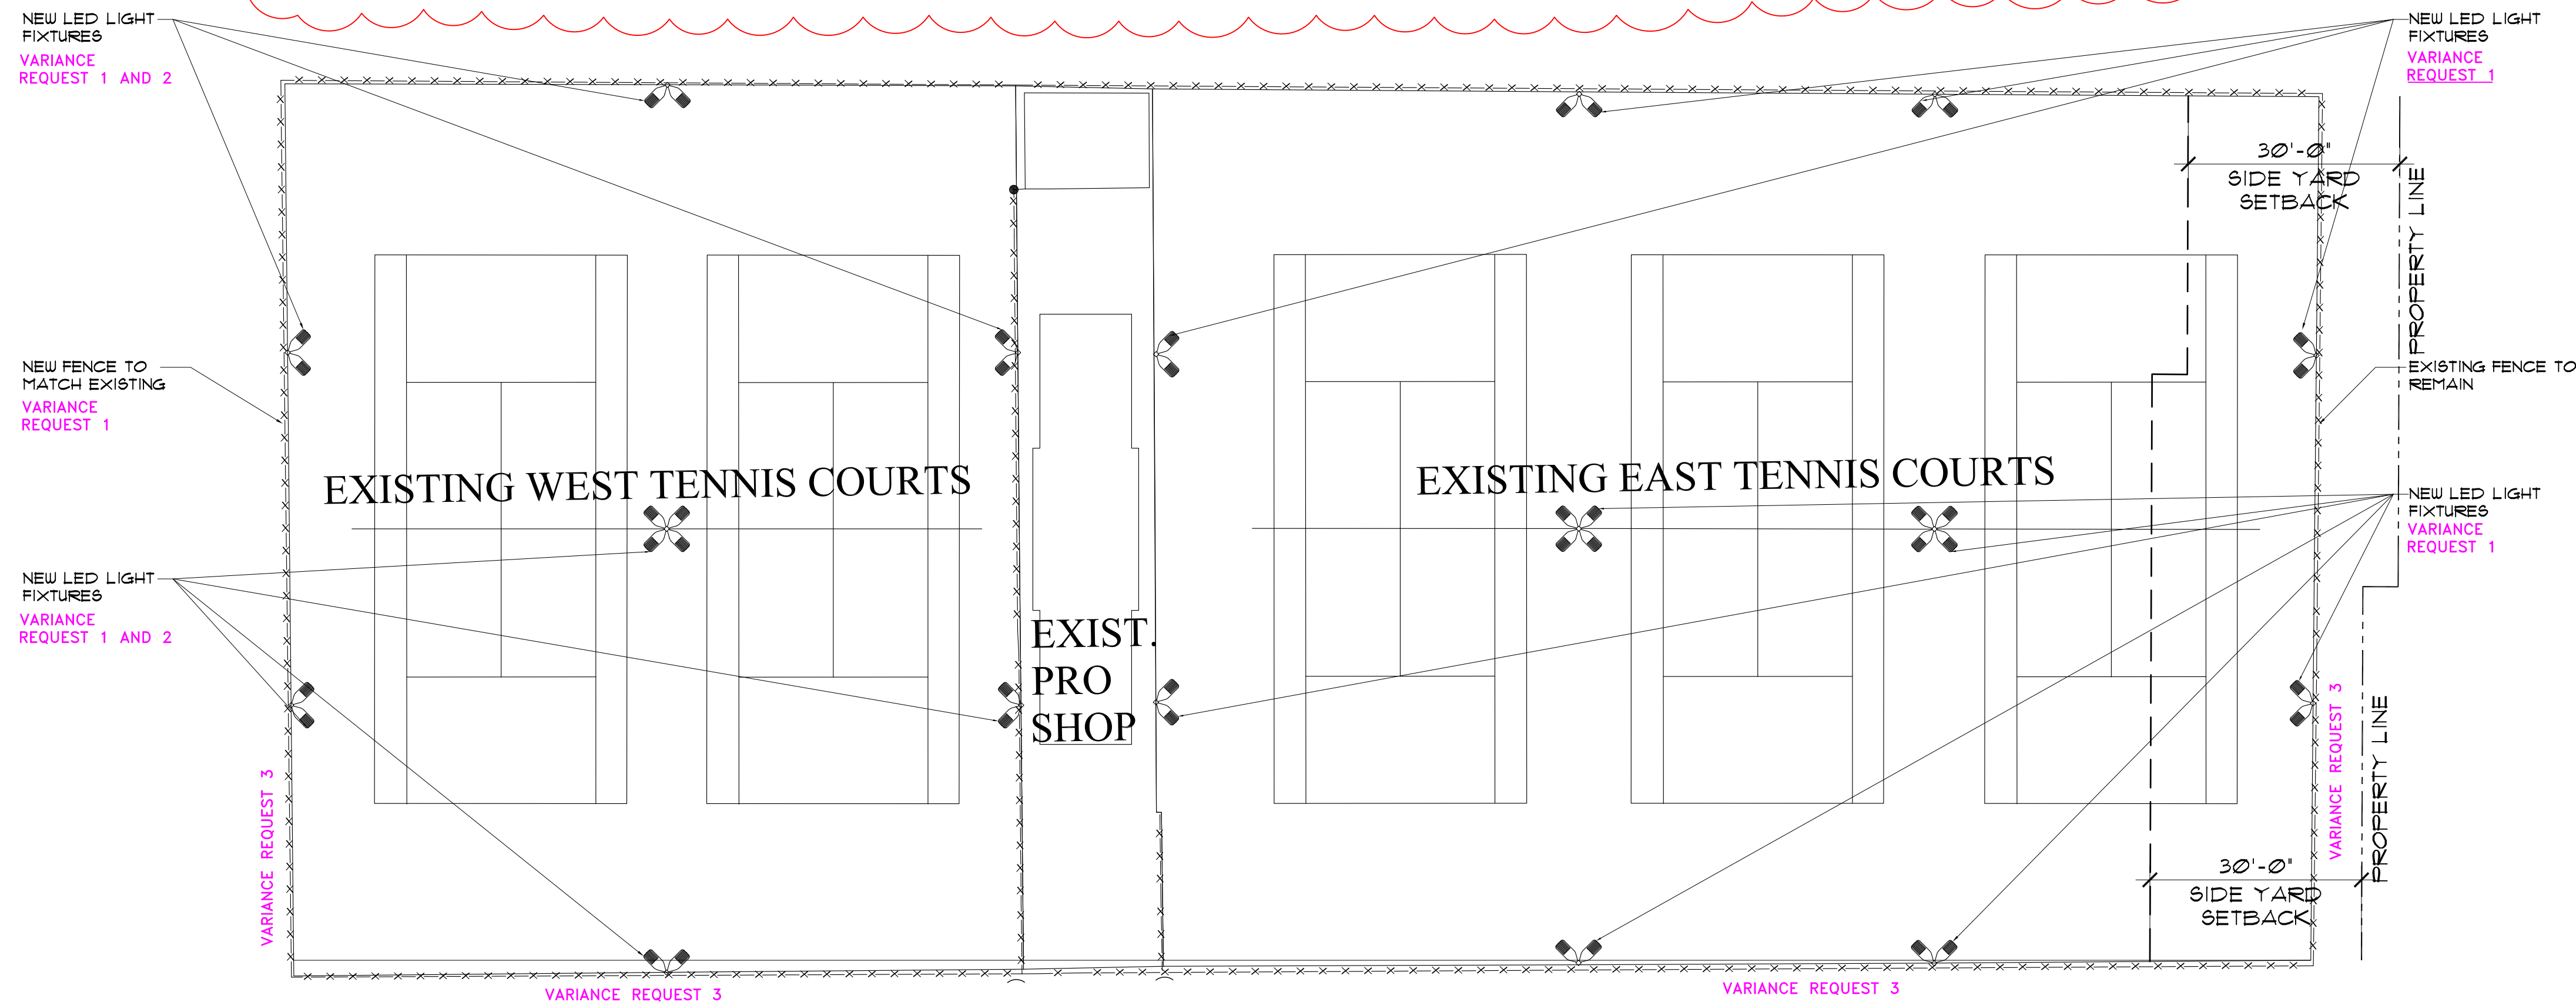 NEW LED LIGHT
FIXTURES
VARIANCE
REQUEST 1 AND 2
NEW LED LIGHT
FIXTURES
VARIANCE
REQUEST 1
30'-0"
SIDE YARD
SETBACK
PROPERTY LINE
NEW FENCE TO
MATCH EXISTING
VARIANCE
REQUEST 1
EXISTING FENCE TO
REMAIN
EXISTING WEST TENNIS COURTS
EXISTING EAST TENNIS COURTS
NEW LED LIGHT
FIXTURES
VARIANCE
REQUEST 1
NEW LED LIGHT
FIXTURES
VARIANCE
REQUEST 1 AND 2
EXIST.
PRO
SHOP
VARIANCE REQUEST 3
VARIANCE REQUEST 3
PROPERTY LINE
30'-0"
SIDE YARD
SETBACK
VARIANCE REQUEST 3
VARIANCE REQUEST 3